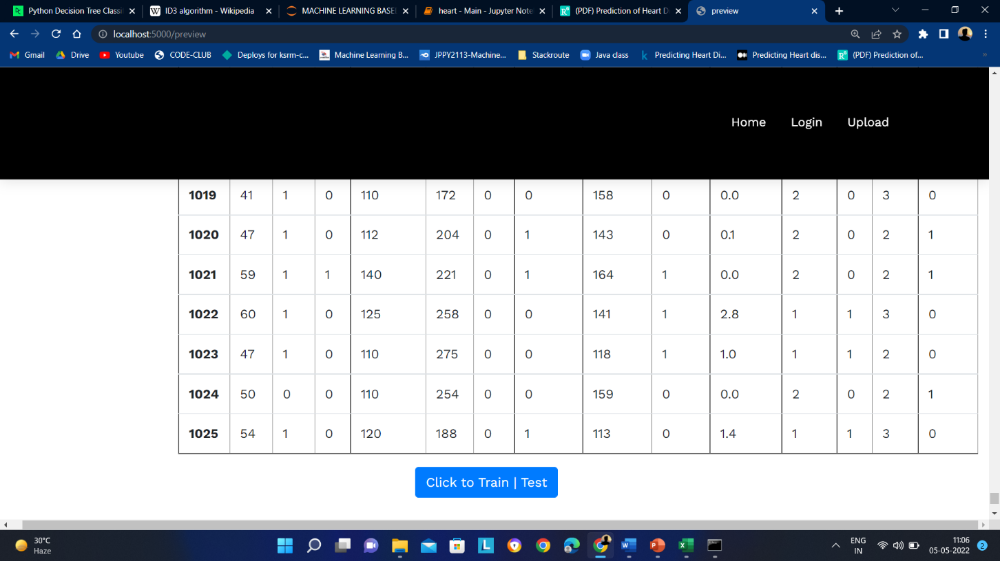 Python Decision Tree Classi
ID3 algorithm - Wikipedia
MACHINE LEARNING BASE
heart - Main - Jupyter Note
(PDF) Prediction of Heart D
preview
localhost:5000/preview
Gmail
Drive
Youtube
CODE-CLUB
Deploys for ksrm-c...
Machine Learning B...
JPPY2113-Machine...
Stackroute
Java class
Predicting Heart Di...
Predicting Heart dis...
(PDF) Prediction of...
Home Login Upload
1019 41 1 0 110 172 0 0 158 0 0.0 2 0 3 0
1020 47 1 0 112 204 0 1 143 0 0.1 2 0 2 1
1021 59 1 1 140 221 0 1 164 1 0.0 2 0 2 1
1022 60 1 0 125 258 0 0 141 1 2.8 1 1 3 0
1023 47 1 0 110 275 0 0 118 1 1.0 1 1 2 0
1024 50 0 0 110 254 0 0 159 0 0.0 2 0 2 1
1025 54 1 0 120 188 0 1 113 0 1.4 1 1 3 0
Click to Train | Test
30°C
Haze
ENG
IN
11:06
05-05-2022
2